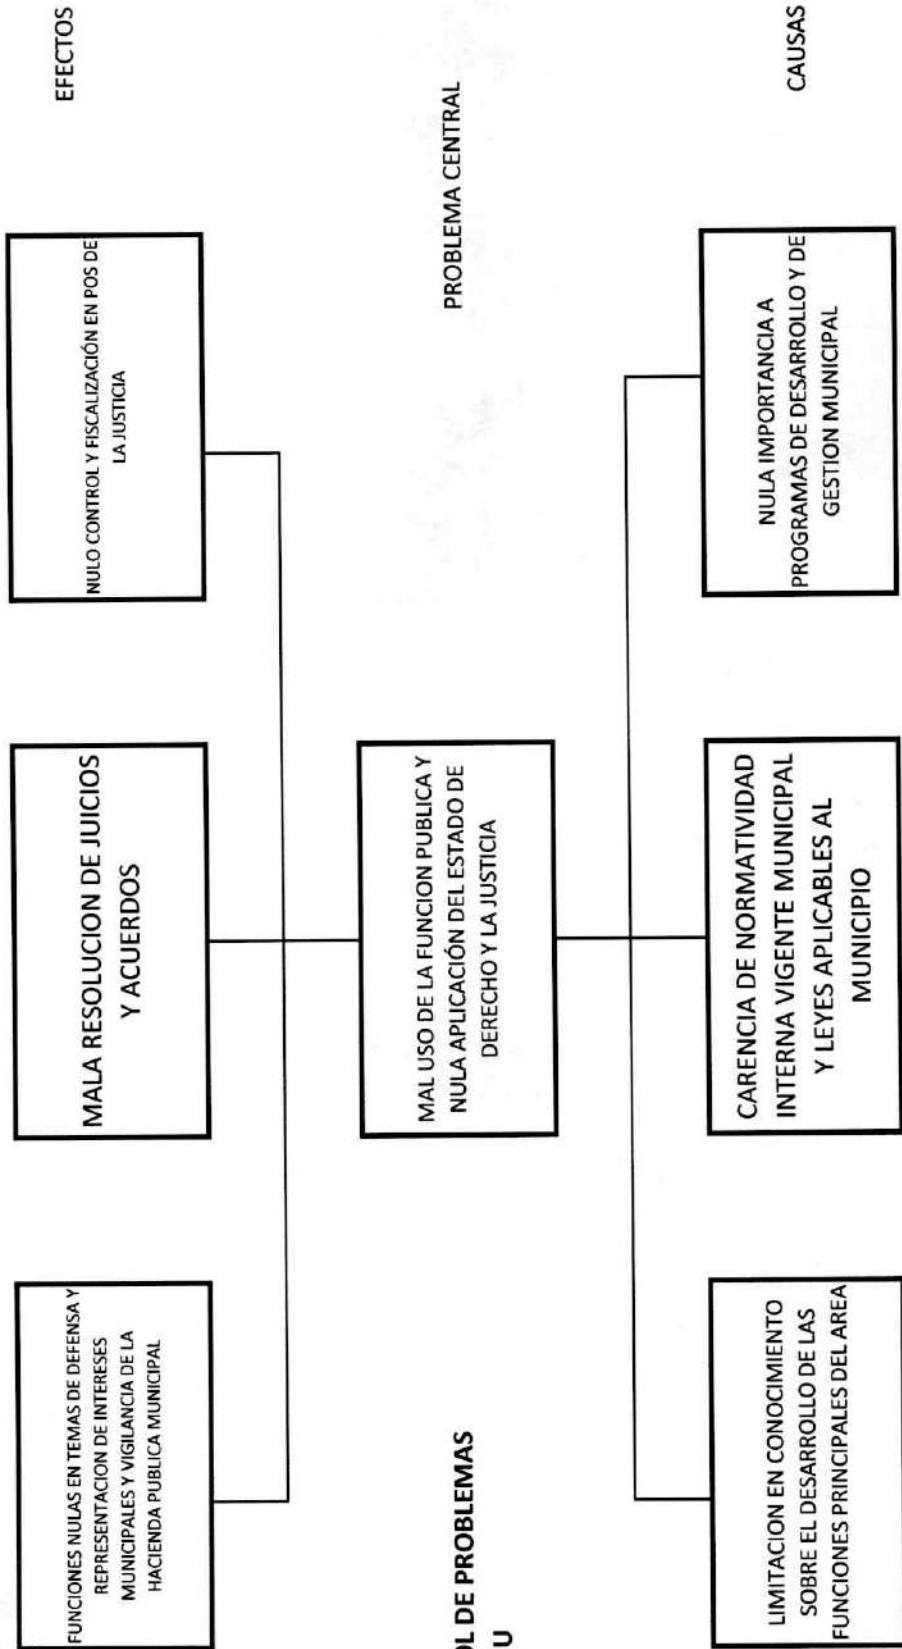 EFECTOS
FUNCIONES NULAS EN TEMAS DE DEFENSA Y
REPRESENTACION DE INTERESES
MUNICIPALES Y VIGILANCIA DE LA
HACIENDA PUBLICA MUNICIPAL
MALA RESOLUCION DE JUICIOS
Y ACUERDOS
NULO CONTROL Y FISCALIZACIÓN EN POS DE
LA JUSTICIA
OL DE PROBLEMAS
U
MAL USO DE LA FUNCION PUBLICA Y
NULA APLICACIÓN DEL ESTADO DE
DERECHO Y LA JUSTICIA
PROBLEMA CENTRAL
LIMITACION EN CONOCIMIENTO
SOBRE EL DESARROLLO DE LAS
FUNCIONES PRINCIPALES DEL AREA
CARENCIA DE NORMATIVIDAD
INTERNA VIGENTE MUNICIPAL
Y LEYES APLICABLES AL
MUNICIPIO
NULA IMPORTANCIA A
PROGRAMAS DE DESARROLLO Y DE
GESTION MUNICIPAL
CAUSAS